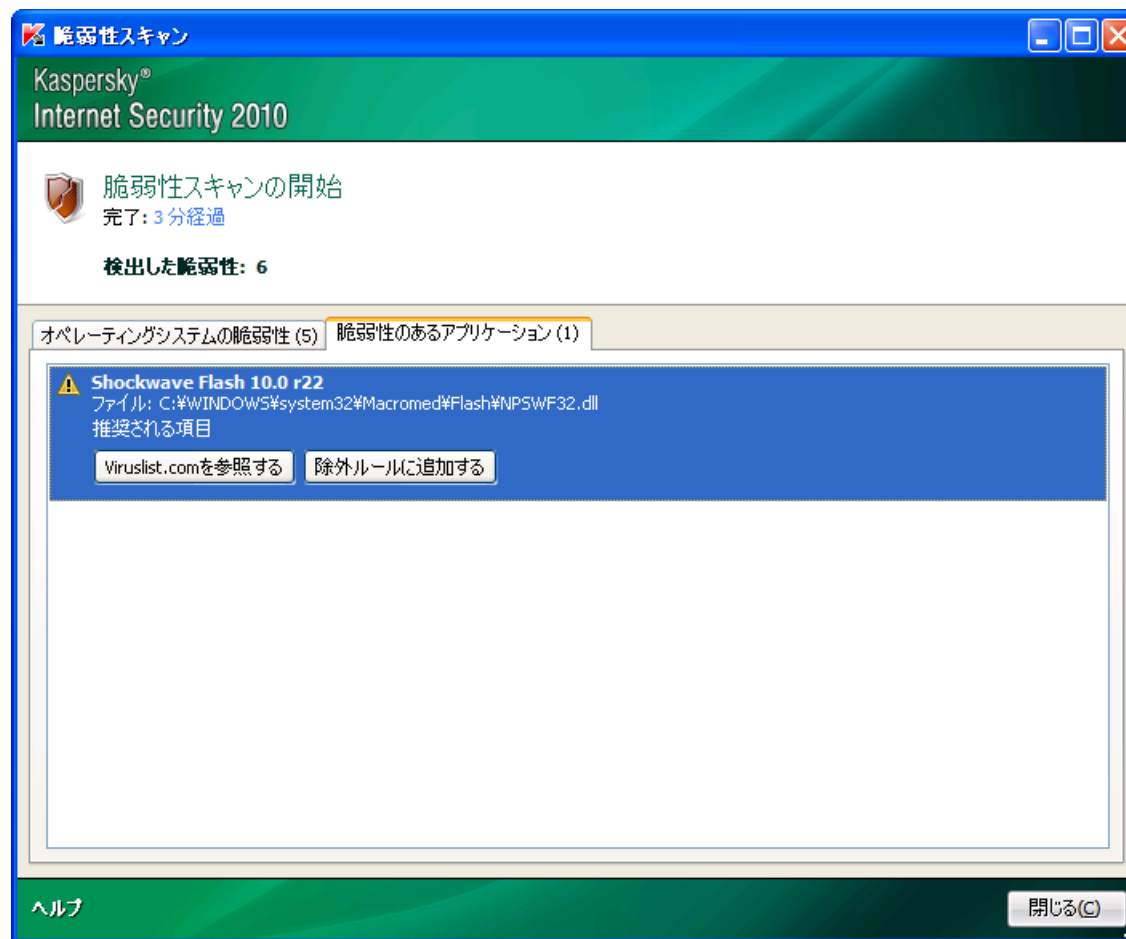 脆弱性スキャン
Kaspersky®
Internet Security 2010
脆弱性スキャンの開始
完了: 3 分経過
検出した脆弱性: 6
オペレーティングシステムの脆弱性 (5) 脆弱性のあるアプリケーション (1)
Shockwave Flash 10.0 r22
ファイル: C:¥WINDOWS¥system32¥Macromed¥Flash¥NPSWF32.dll
推奨される項目
Viruslist.comを参照する 除外ルールに追加する
ヘルプ 閉じる(C)